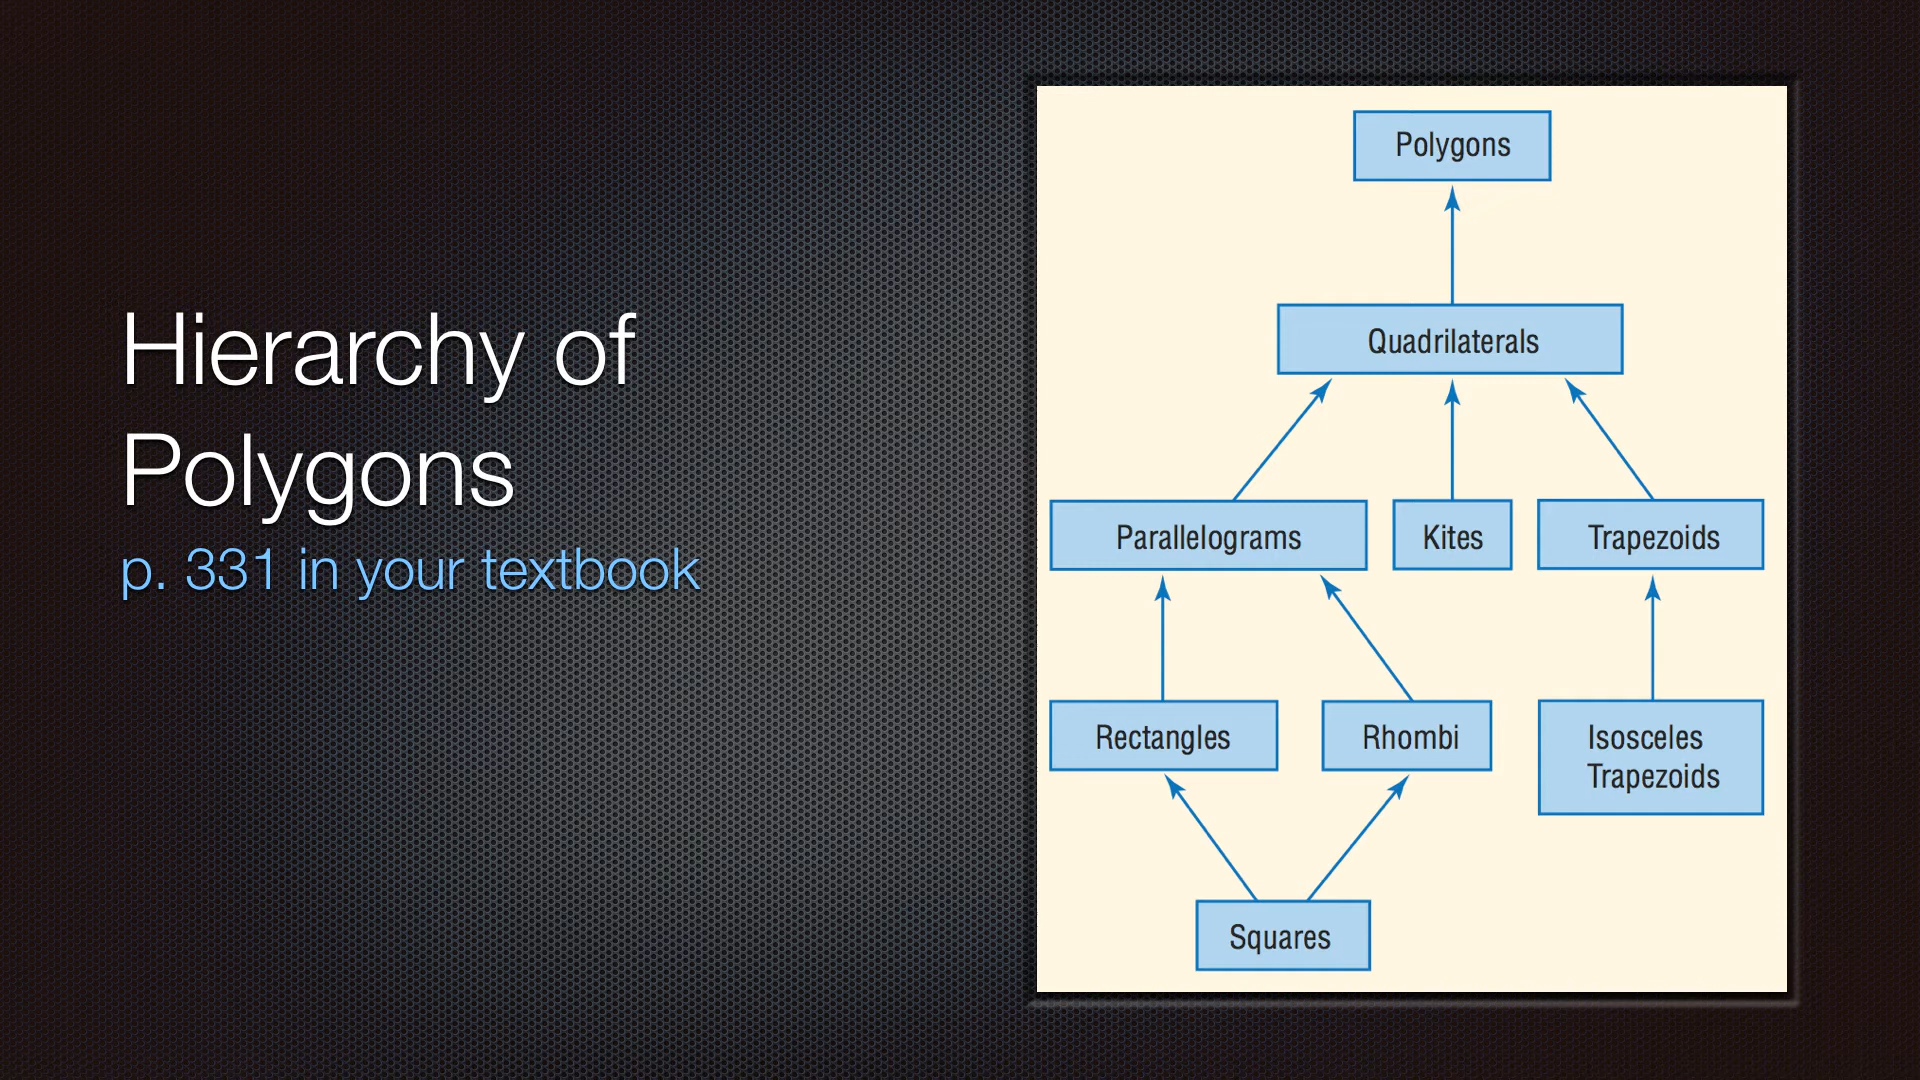 Hierarchy of
Polygons
p. 331 in your textbook
Polygons
Quadrilaterals
Parallelograms
Kites
Trapezoids
Rectangles
Rhombi
Isosceles
Trapezoids
Squares